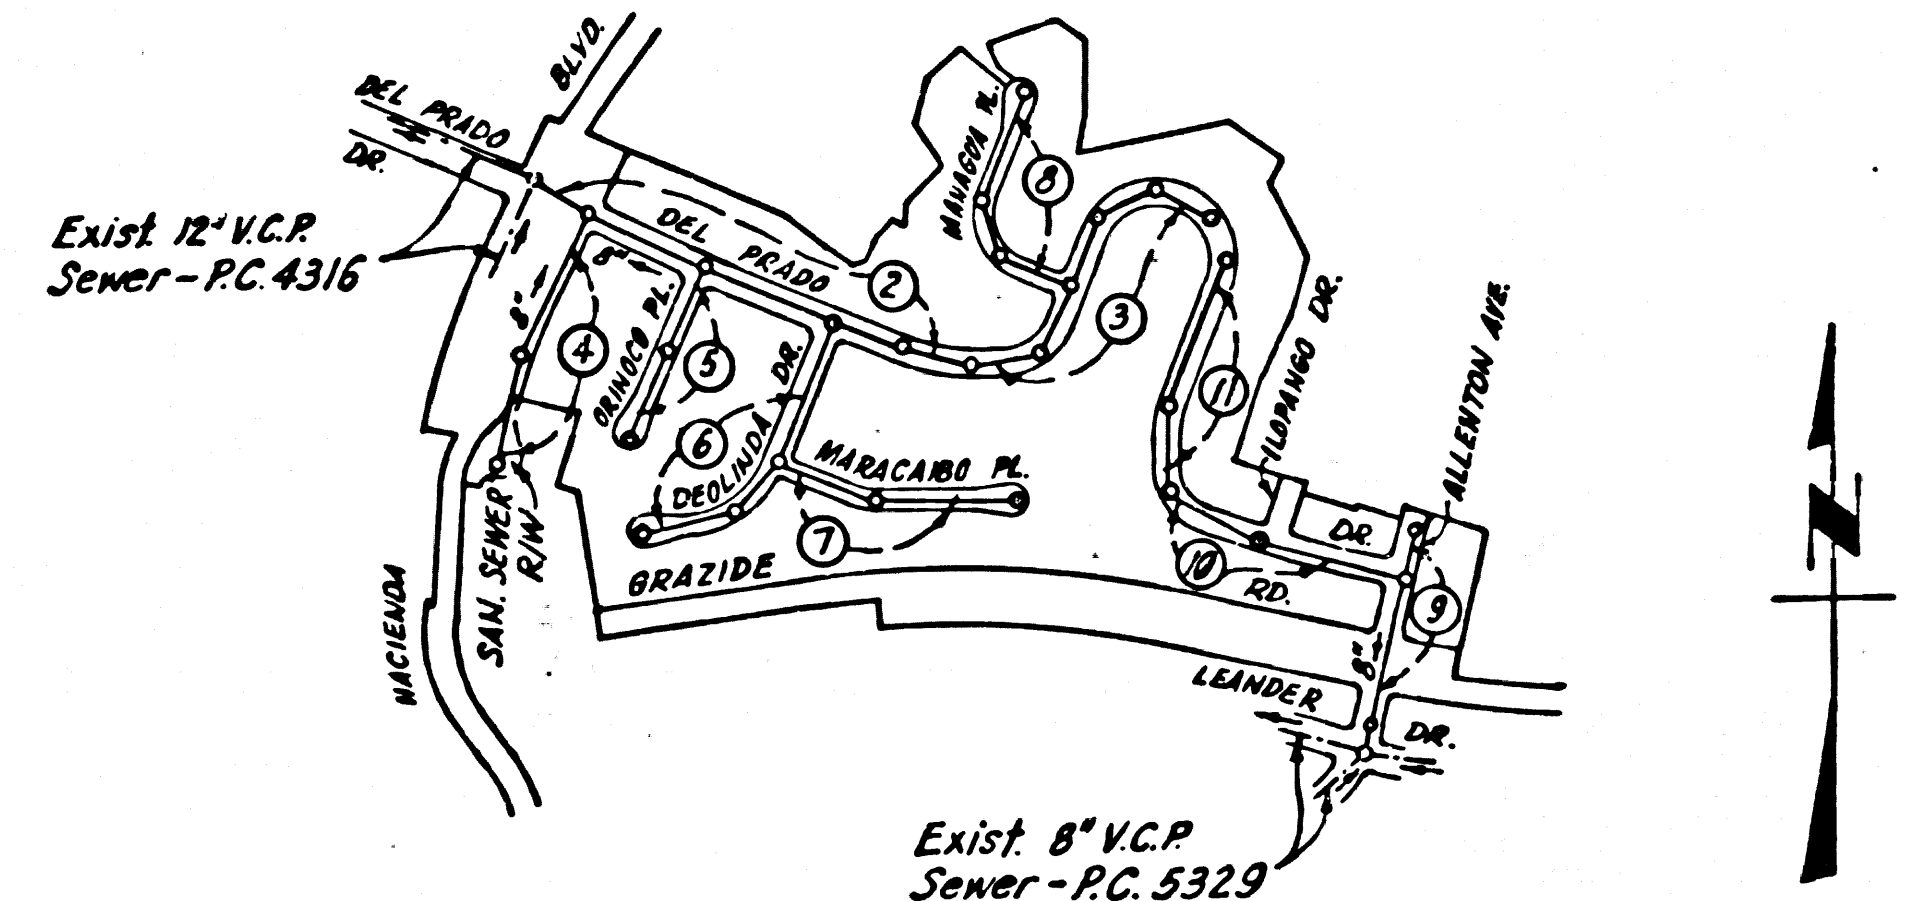 BLVD.
DEL PRADO
DR.
MANAGUA PL.
8
Exist. 12" V.C.P.
Sewer - P.C. 4316
DEL PRADO
8"
8"
2
3
4
5
ORINOCO PL.
DEOLINDA DR.
6
11
ILOPANGO DR.
ALLENTON AVE.
MARACAIBO PL.
7
SAN. SEWER
R/W
GRAZIDE RD.
10
DR.
9
8"
N
HACIENDA
LEANDER DR.
Exist. 8" V.C.P.
Sewer - P.C. 5329